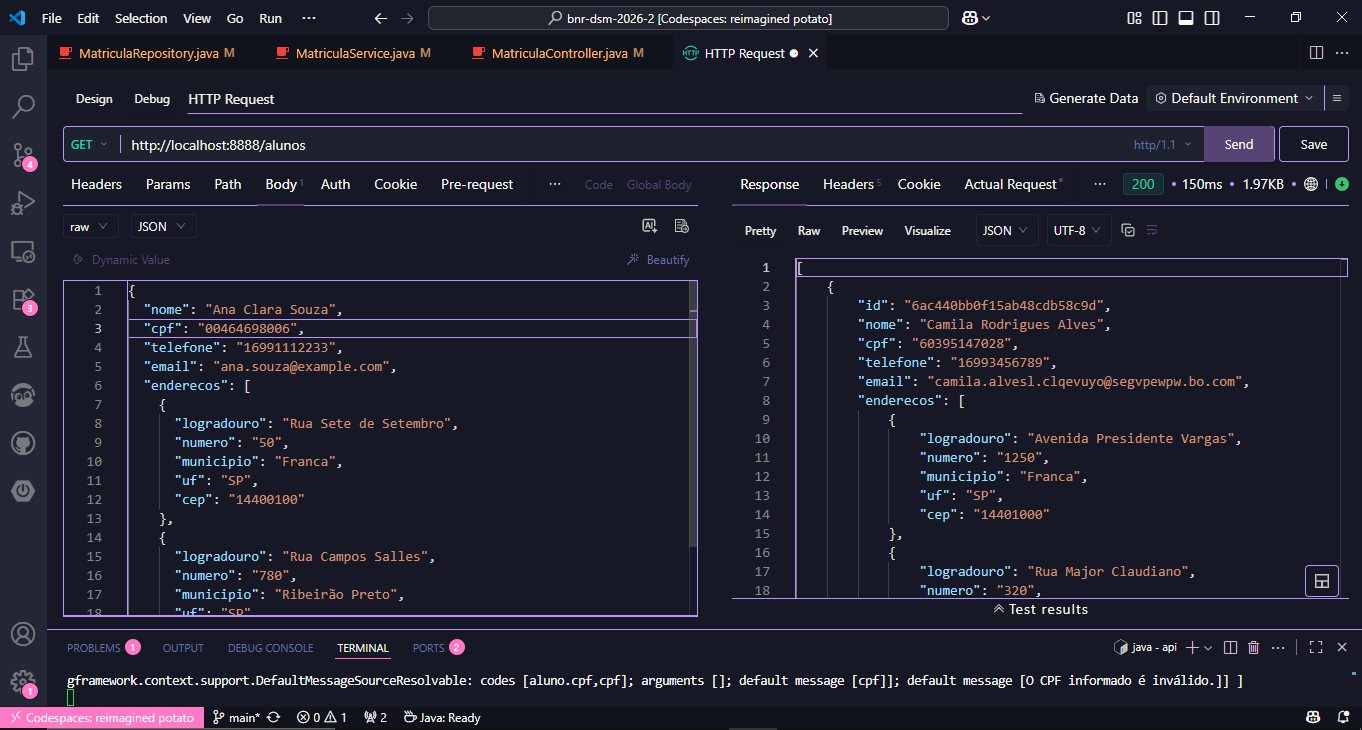 File Edit Selection View Go Run ··· bnr-dsm-2026-2 [Codespaces: reimagined potato]
MatriculaRepository.java M MatriculaService.java M MatriculaController.java M HTTP HTTP Request
Design Debug HTTP Request Generate Data Default Environment
GET http://localhost:8888/alunos http/1.1 Send Save
Headers Params Path Body 1 Auth Cookie Pre-request ··· Code Global Body
Response Headers 5 Cookie Actual Request ··· 200 • 150ms • 1.97KB •
raw JSON
Pretty Raw Preview Visualize JSON UTF-8
Dynamic Value Beautify
1 {
2 "nome": "Ana Clara Souza",
3 "cpf": "00464698006",
4 "telefone": "16991112233",
5 "email": "ana.souza@example.com",
6 "enderecos": [
7 {
8 "logradouro": "Rua Sete de Setembro",
9 "numero": "50",
10 "municipio": "Franca",
11 "uf": "SP",
12 "cep": "14400100"
13 },
14 {
15 "logradouro": "Rua Campos Salles",
16 "numero": "780",
17 "municipio": "Ribeirão Preto",
18 "uf": "SP"
1 [
2 {
3 "id": "6ac440bb0f15ab48cdb58c9d",
4 "nome": "Camila Rodrigues Alves",
5 "cpf": "60395147028",
6 "telefone": "16993456789",
7 "email": "camila.alvesl.clqevuyo@segvpewpw.bo.com",
8 "enderecos": [
9 {
10 "logradouro": "Avenida Presidente Vargas",
11 "numero": "1250",
12 "municipio": "Franca",
13 "uf": "SP",
14 "cep": "14401000"
15 },
16 {
17 "logradouro": "Rua Major Claudiano",
18 "numero": "320",
Test results
PROBLEMS 1 OUTPUT DEBUG CONSOLE TERMINAL PORTS 2 java - api
gframework.context.support.DefaultMessageSourceResolvable: codes [aluno.cpf,cpf]; arguments []; default message [cpf]]; default message [O CPF informado é inválido.]] ]
4
3
1
Codespaces: reimagined potato main* 0 1 2 Java: Ready